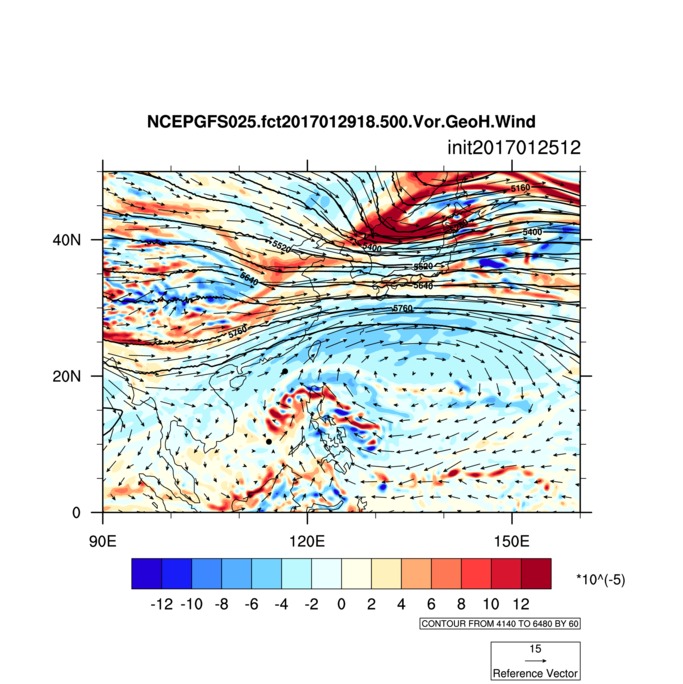 NCEPGFS025.fct2017012918.500.Vor.GeoH.Wind
init2017012512
5160
40N
5520
5400
5400
5520
5640
5640
5760
5760
20N
0
90E 120E 150E
-12 -10 -8 -6 -4 -2 0 2 4 6 8 10 12
*10^(-5)
CONTOUR FROM 4140 TO 6480 BY 60
15
Reference Vector